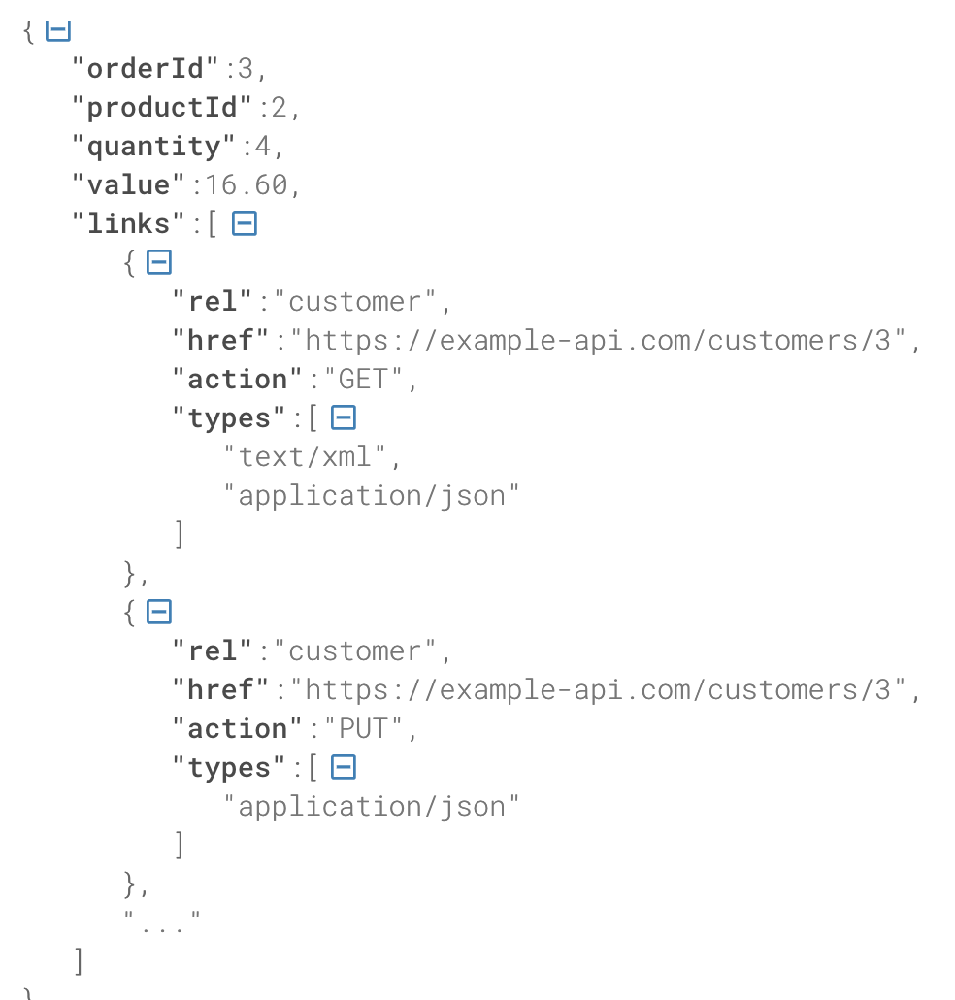 {
"orderId":3,
"productId":2,
"quantity":4,
"value":16.60,
"links":[
{
"rel":"customer",
"href":"https://example-api.com/customers/3",
"action":"GET",
"types":[
"text/xml",
"application/json"
]
},
{
"rel":"customer",
"href":"https://example-api.com/customers/3",
"action":"PUT",
"types":[
"application/json"
]
},
"..."
]
}